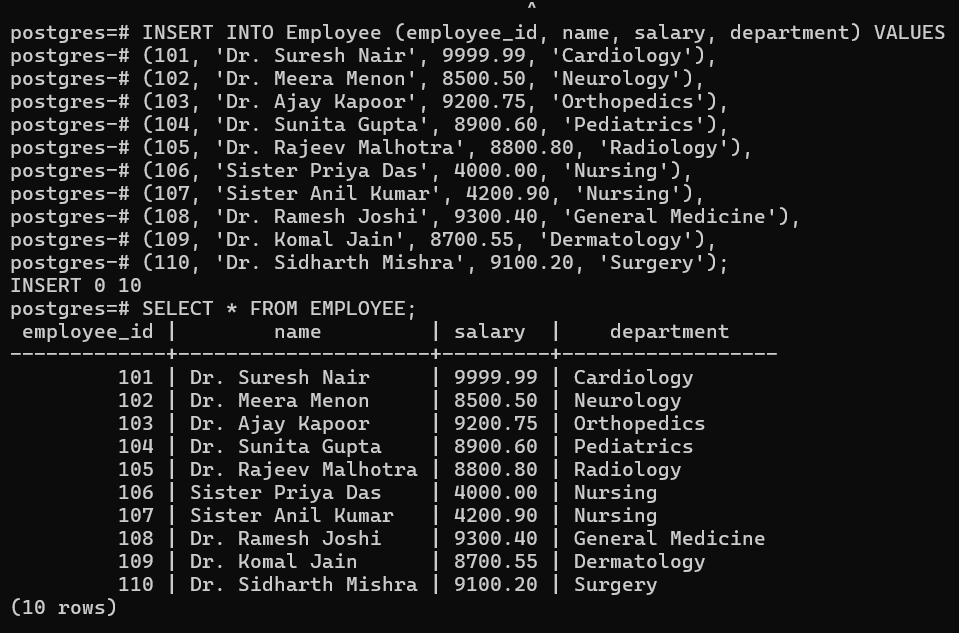 ^
postgres=# INSERT INTO Employee (employee_id, name, salary, department) VALUES
postgres-# (101, 'Dr. Suresh Nair', 9999.99, 'Cardiology'),
postgres-# (102, 'Dr. Meera Menon', 8500.50, 'Neurology'),
postgres-# (103, 'Dr. Ajay Kapoor', 9200.75, 'Orthopedics'),
postgres-# (104, 'Dr. Sunita Gupta', 8900.60, 'Pediatrics'),
postgres-# (105, 'Dr. Rajeev Malhotra', 8800.80, 'Radiology'),
postgres-# (106, 'Sister Priya Das', 4000.00, 'Nursing'),
postgres-# (107, 'Sister Anil Kumar', 4200.90, 'Nursing'),
postgres-# (108, 'Dr. Ramesh Joshi', 9300.40, 'General Medicine'),
postgres-# (109, 'Dr. Komal Jain', 8700.55, 'Dermatology'),
postgres-# (110, 'Dr. Sidharth Mishra', 9100.20, 'Surgery');
INSERT 0 10
postgres=# SELECT * FROM EMPLOYEE;
 employee_id |        name         | salary  |    department
-------------+---------------------+---------+------------------
         101 | Dr. Suresh Nair     | 9999.99 | Cardiology
         102 | Dr. Meera Menon     | 8500.50 | Neurology
         103 | Dr. Ajay Kapoor     | 9200.75 | Orthopedics
         104 | Dr. Sunita Gupta    | 8900.60 | Pediatrics
         105 | Dr. Rajeev Malhotra | 8800.80 | Radiology
         106 | Sister Priya Das    | 4000.00 | Nursing
         107 | Sister Anil Kumar   | 4200.90 | Nursing
         108 | Dr. Ramesh Joshi    | 9300.40 | General Medicine
         109 | Dr. Komal Jain      | 8700.55 | Dermatology
         110 | Dr. Sidharth Mishra | 9100.20 | Surgery
(10 rows)